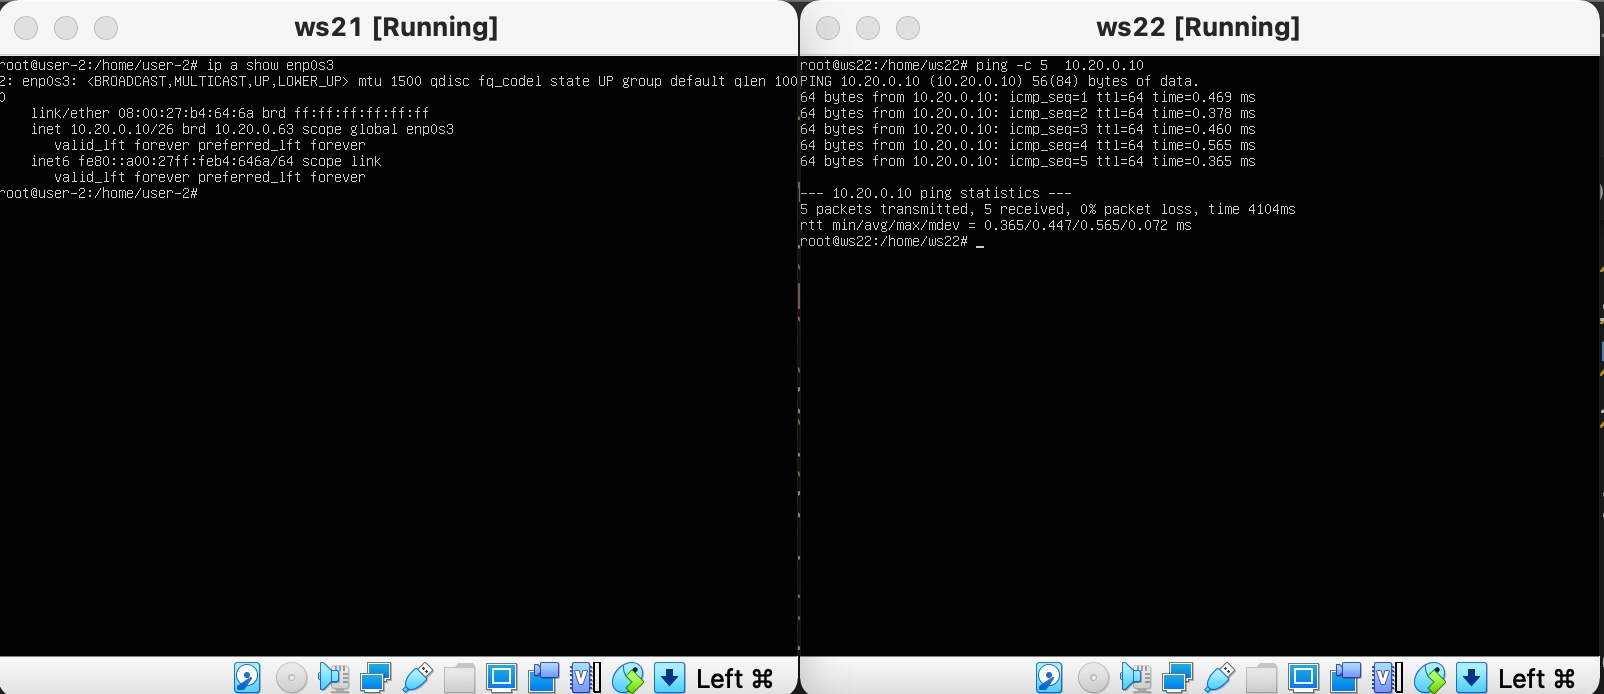 ws21 [Running]
root@user-2:/home/user-2# ip a show enp0s3
2: enp0s3: <BROADCAST,MULTICAST,UP,LOWER_UP> mtu 1500 qdisc fq_codel state UP group default qlen 100
0
    link/ether 08:00:27:b4:64:6a brd ff:ff:ff:ff:ff:ff
    inet 10.20.0.10/26 brd 10.20.0.63 scope global enp0s3
       valid_lft forever preferred_lft forever
    inet6 fe80::a00:27ff:feb4:646a/64 scope link
       valid_lft forever preferred_lft forever
root@user-2:/home/user-2#
Left ⌘
ws22 [Running]
root@ws22:/home/ws22# ping -c 5  10.20.0.10
PING 10.20.0.10 (10.20.0.10) 56(84) bytes of data.
64 bytes from 10.20.0.10: icmp_seq=1 ttl=64 time=0.469 ms
64 bytes from 10.20.0.10: icmp_seq=2 ttl=64 time=0.378 ms
64 bytes from 10.20.0.10: icmp_seq=3 ttl=64 time=0.460 ms
64 bytes from 10.20.0.10: icmp_seq=4 ttl=64 time=0.565 ms
64 bytes from 10.20.0.10: icmp_seq=5 ttl=64 time=0.365 ms
--- 10.20.0.10 ping statistics ---
5 packets transmitted, 5 received, 0% packet loss, time 4104ms
rtt min/avg/max/mdev = 0.365/0.447/0.565/0.072 ms
root@ws22:/home/ws22# _
Left ⌘